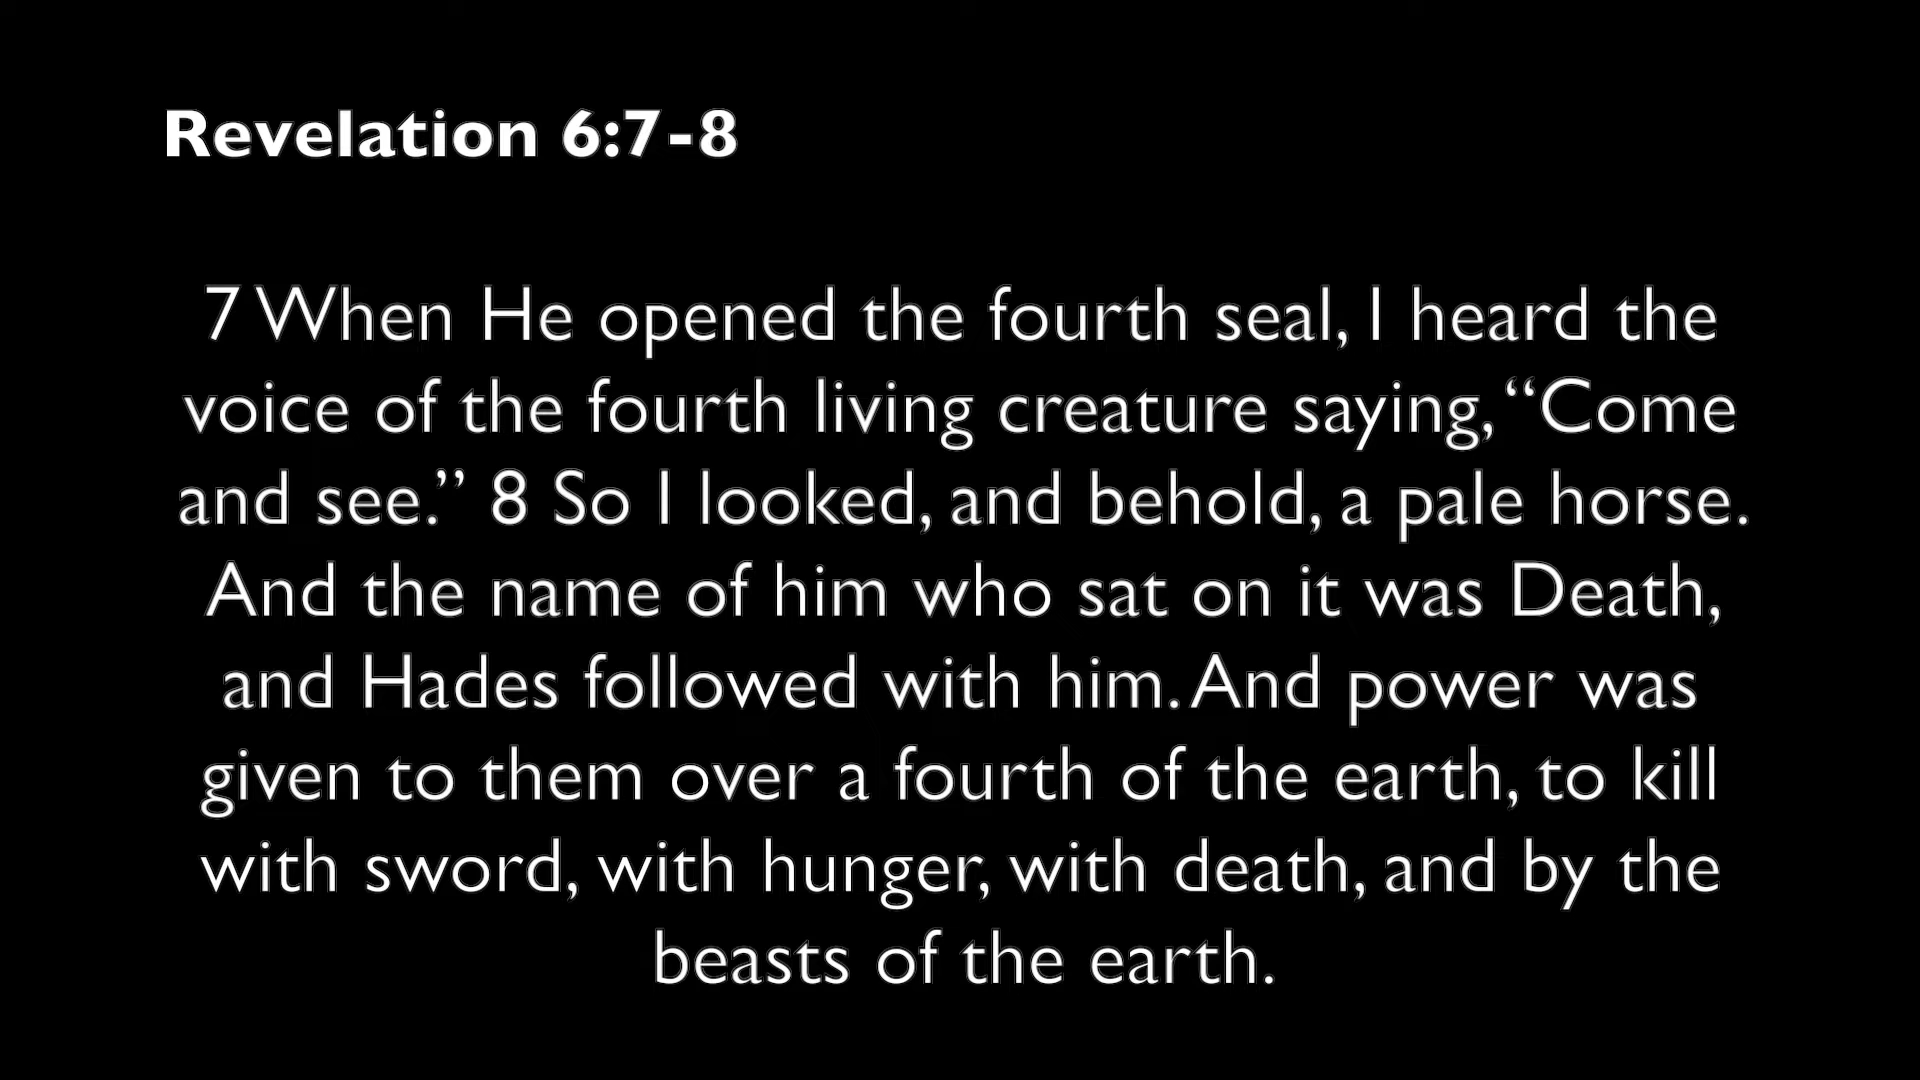 Revelation 6:7-8
7 When He opened the fourth seal, I heard the
voice of the fourth living creature saying, “Come
and see.” 8 So I looked, and behold, a pale horse.
And the name of him who sat on it was Death,
and Hades followed with him. And power was
given to them over a fourth of the earth, to kill
with sword, with hunger, with death, and by the
beasts of the earth.